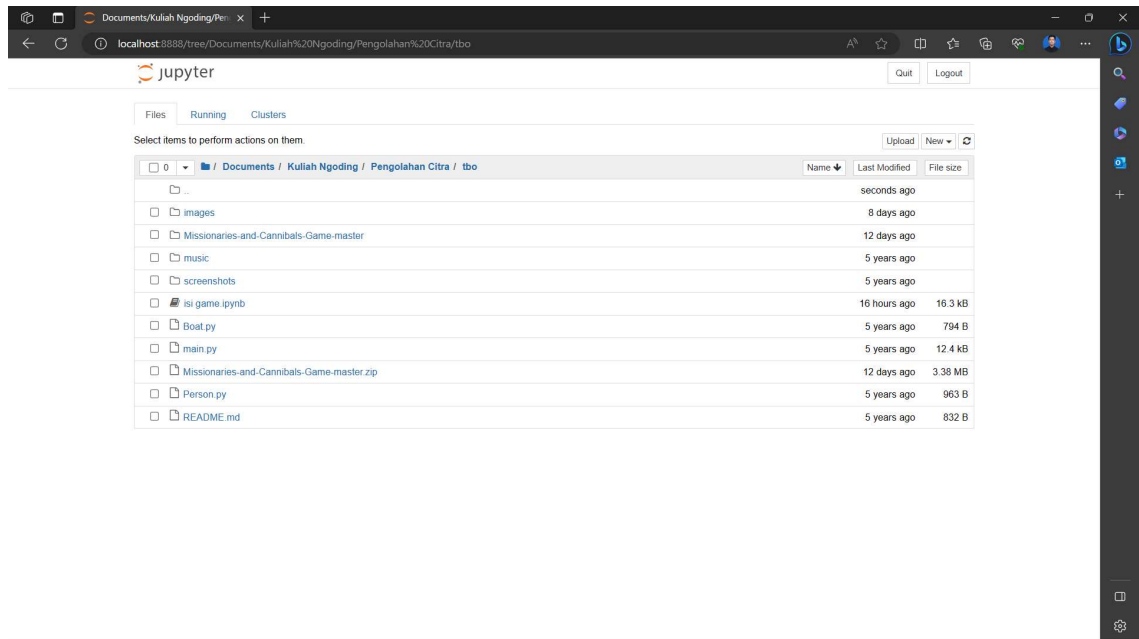 Documents/Kuliah Ngoding/Pen
localhost:8888/tree/Documents/Kuliah%20Ngoding/Pengolahan%20Citra/tbo
jupyter
Quit Logout
Files Running Clusters
Select items to perform actions on them.
Upload New
0 / Documents / Kuliah Ngoding / Pengolahan Citra / tbo Name Last Modified File size
.. seconds ago
images 8 days ago
Missionaries-and-Cannibals-Game-master 12 days ago
music 5 years ago
screenshots 5 years ago
isi game.ipynb 16 hours ago 16.3 kB
Boat.py 5 years ago 794 B
main.py 5 years ago 12.4 kB
Missionaries-and-Cannibals-Game-master.zip 12 days ago 3.38 MB
Person.py 5 years ago 963 B
README.md 5 years ago 832 B